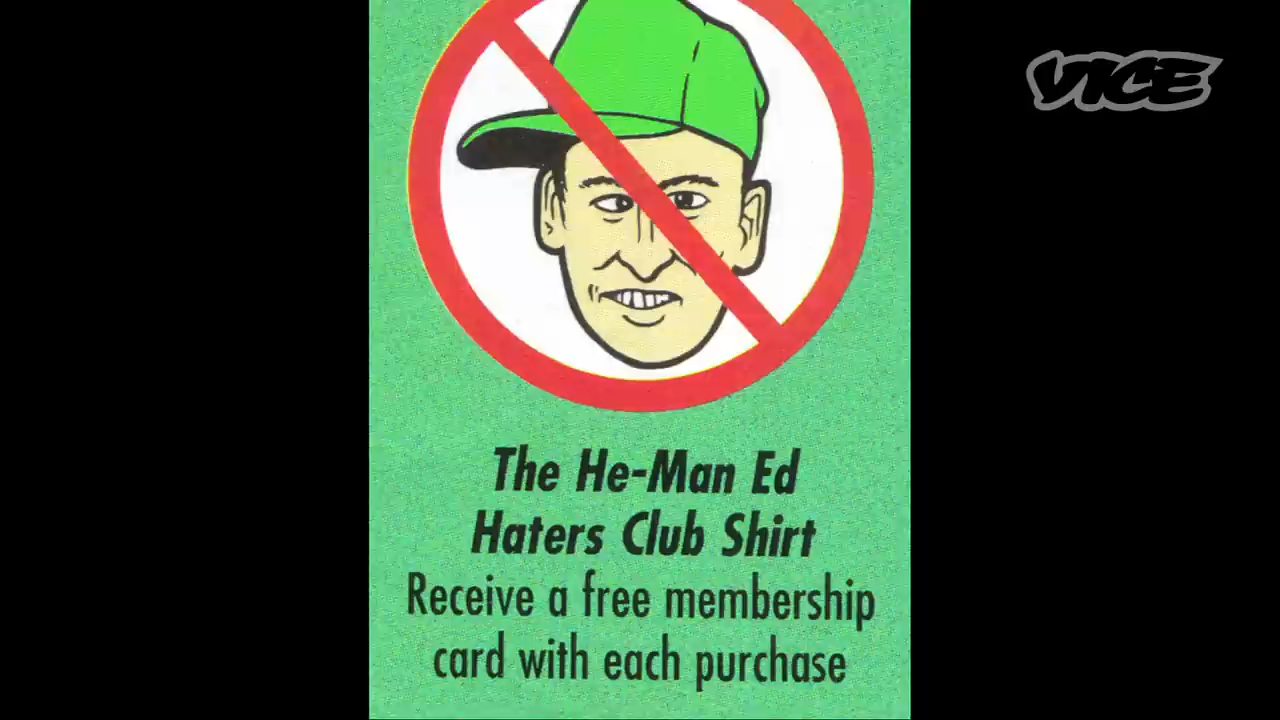 VICE
The He-Man Ed
Haters Club Shirt
Receive a free membership
card with each purchase